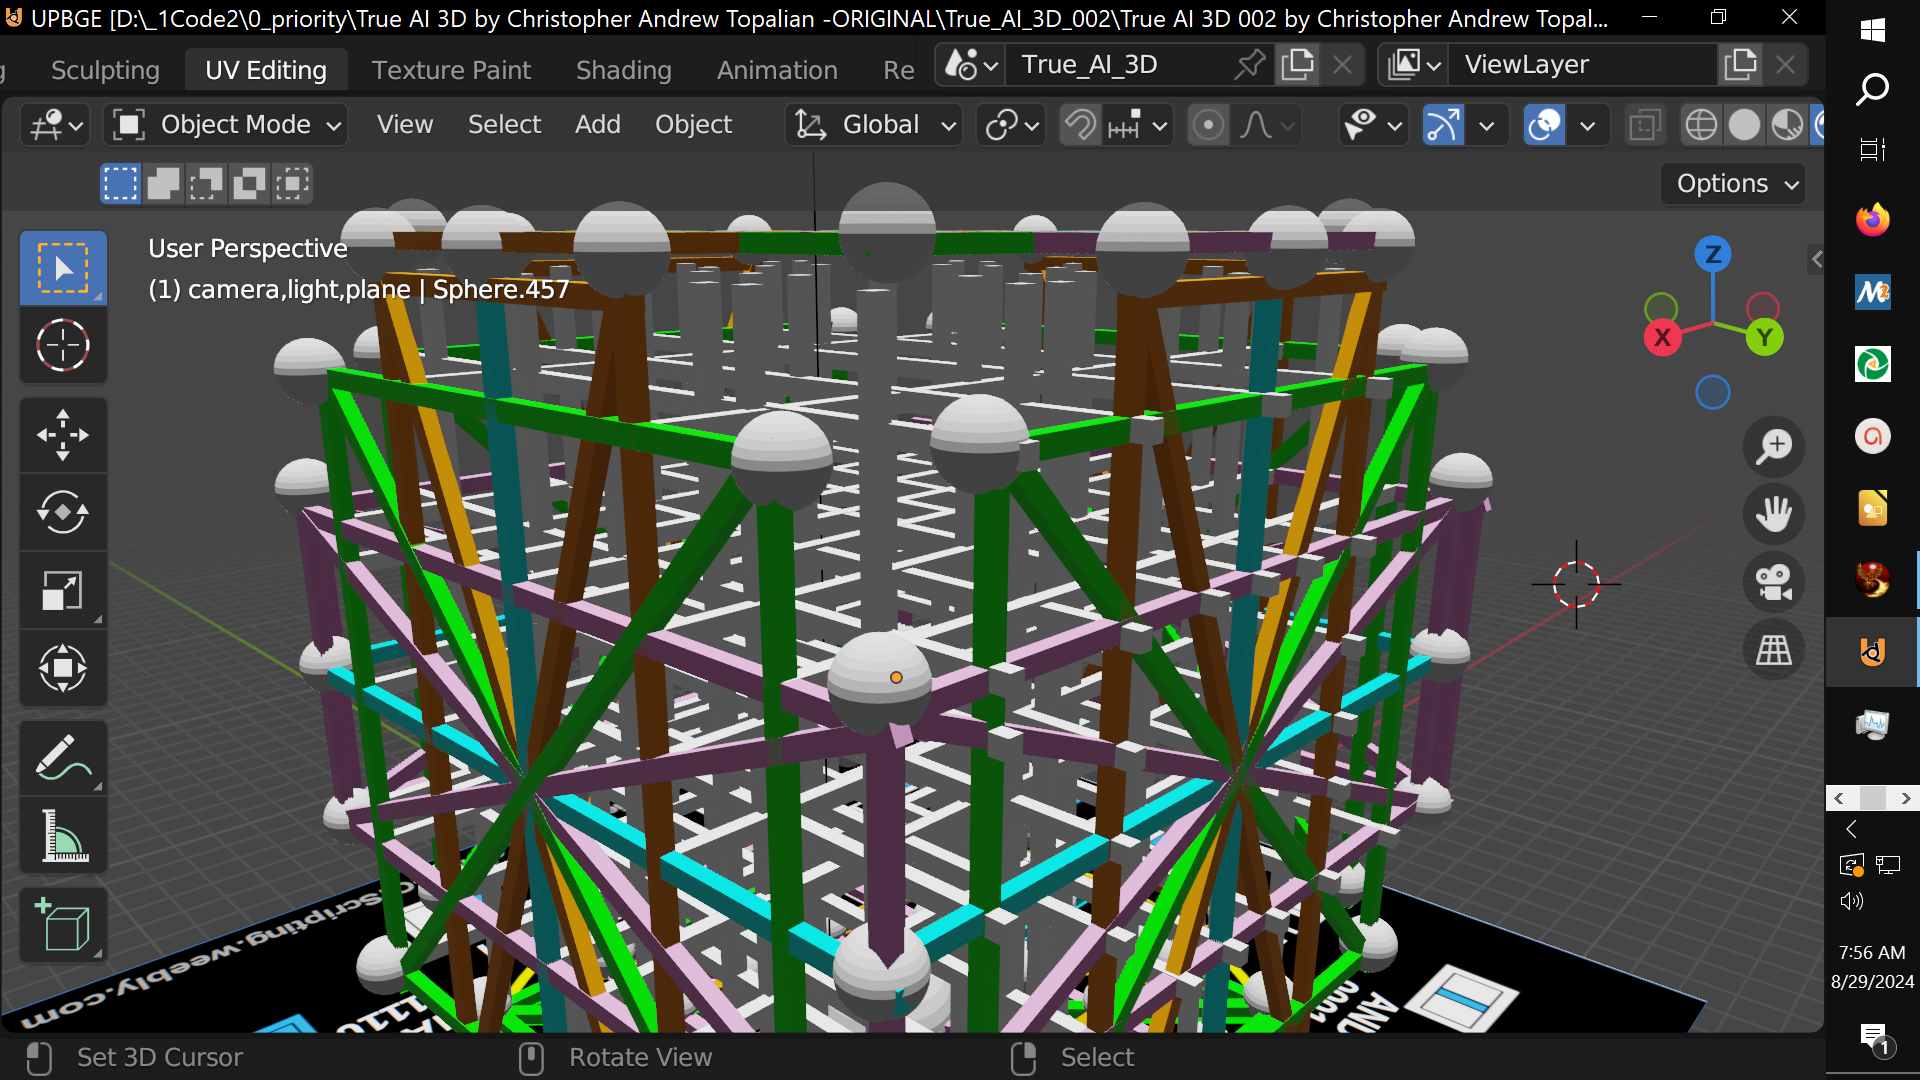 UPBGE [D:\_1Code2\0_priority\True AI 3D by Christopher Andrew Topalian -ORIGINAL\True_AI_3D_002\True AI 3D 002 by Christopher Andrew Topal...
Sculpting UV Editing Texture Paint Shading Animation Re True_AI_3D ViewLayer
Object Mode View Select Add Object Global
Options
User Perspective
(1) camera,light,plane | Sphere.457
Z
X Y
Scripting.weebly.com
AND
0001
7:56 AM
8/29/2024
1
Set 3D Cursor Rotate View Select